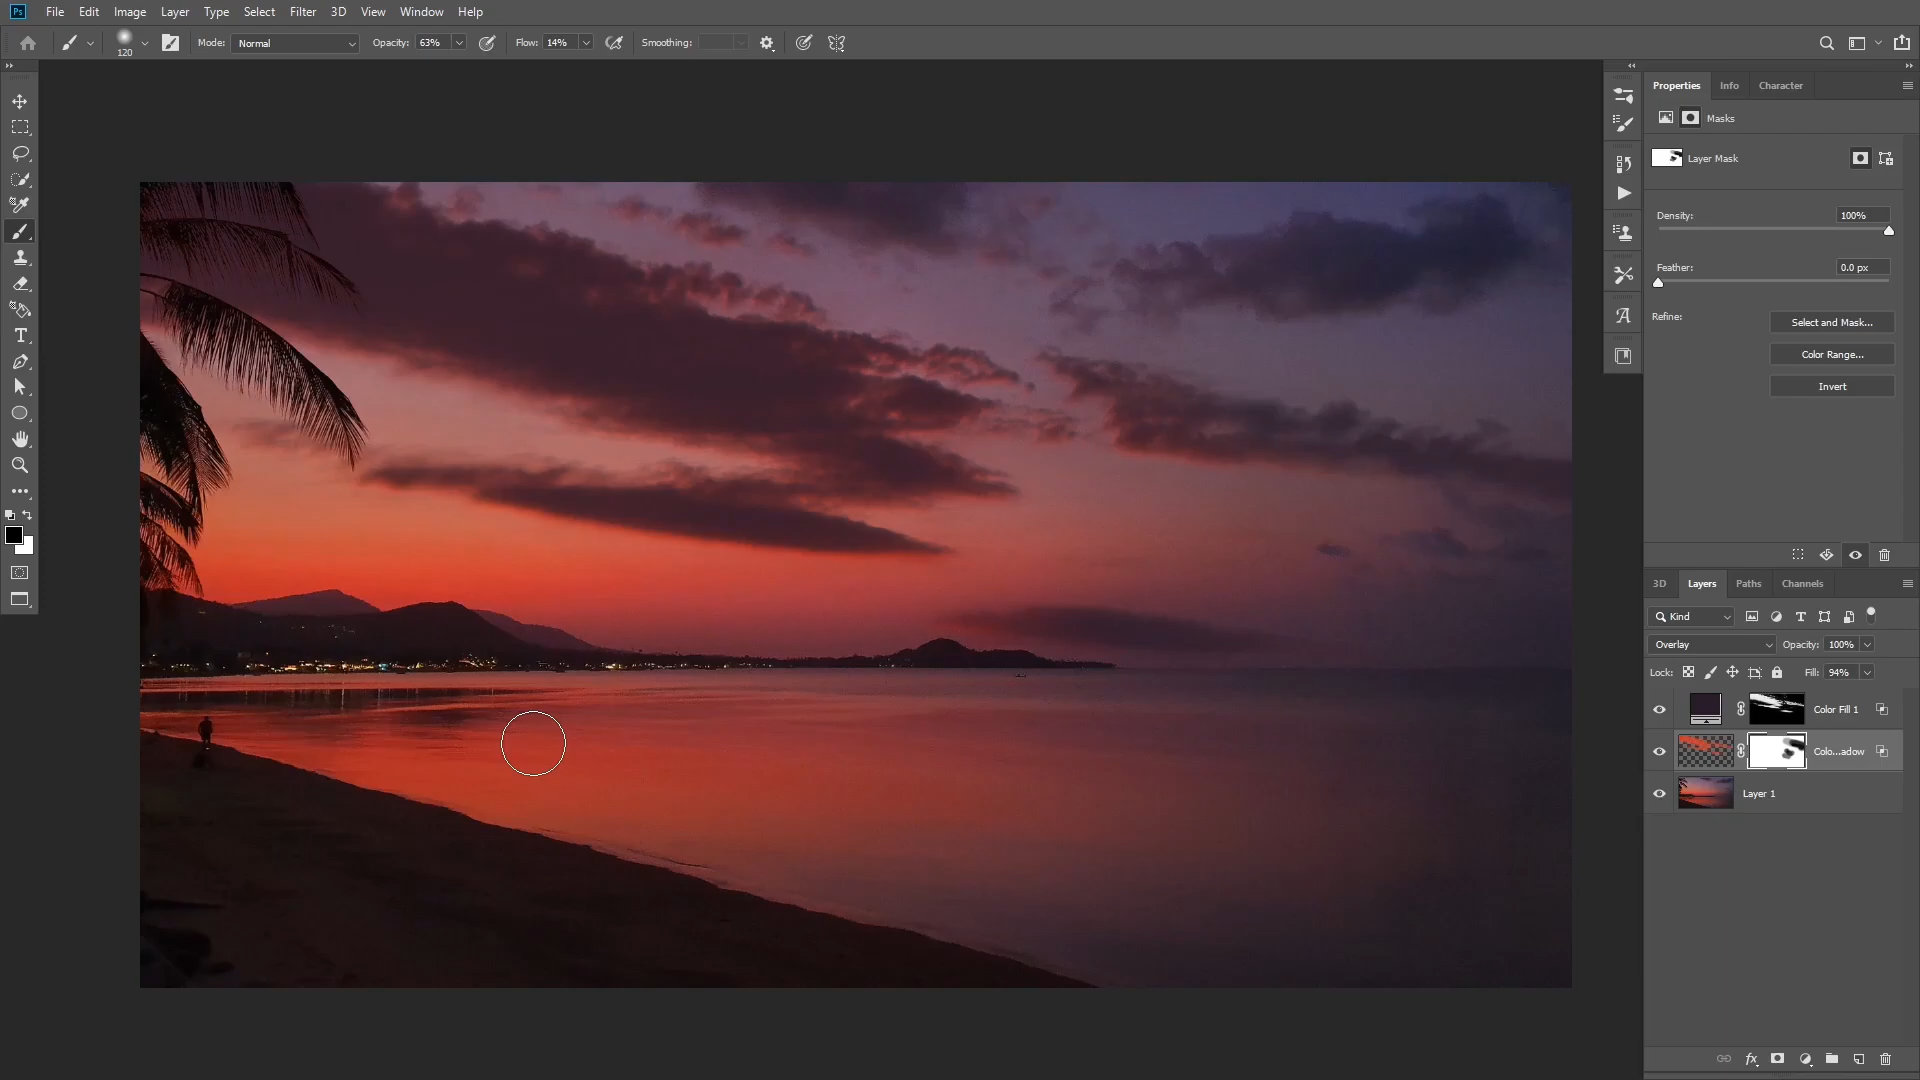 Ps File Edit Image Layer Type Select Filter 3D View Window Help
120 Mode: Normal Opacity: 63% Flow: 14% Smoothing:
Properties Info Character
Masks
Layer Mask
Density: 100%
Feather: 0.0 px
Refine: Select and Mask...
Color Range...
Invert
3D Layers Paths Channels
Kind
Overlay Opacity: 100%
Lock: Fill: 94%
Color Fill 1
Colo...adow
Layer 1